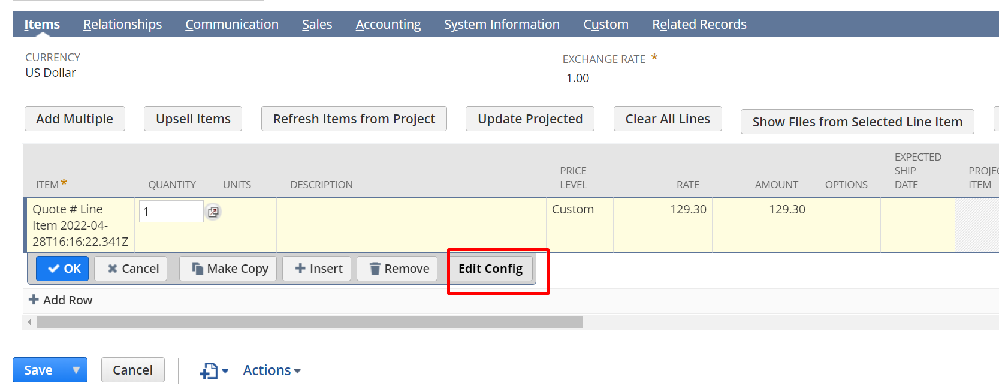 Items Relationships Communication Sales Accounting System Information Custom Related Records
CURRENCY
US Dollar
EXCHANGE RATE *
1.00
Add Multiple Upsell Items Refresh Items from Project Update Projected Clear All Lines Show Files from Selected Line Item
ITEM * QUANTITY UNITS DESCRIPTION
PRICE
LEVEL
RATE AMOUNT OPTIONS
EXPECTED
SHIP
DATE
PROJEC
ITEM
Quote # Line
Item 2022-04-
28T16:16:22.341Z
1
Custom 129.30 129.30
OK Cancel Make Copy Insert Remove Edit Config
Add Row
Save Cancel Actions